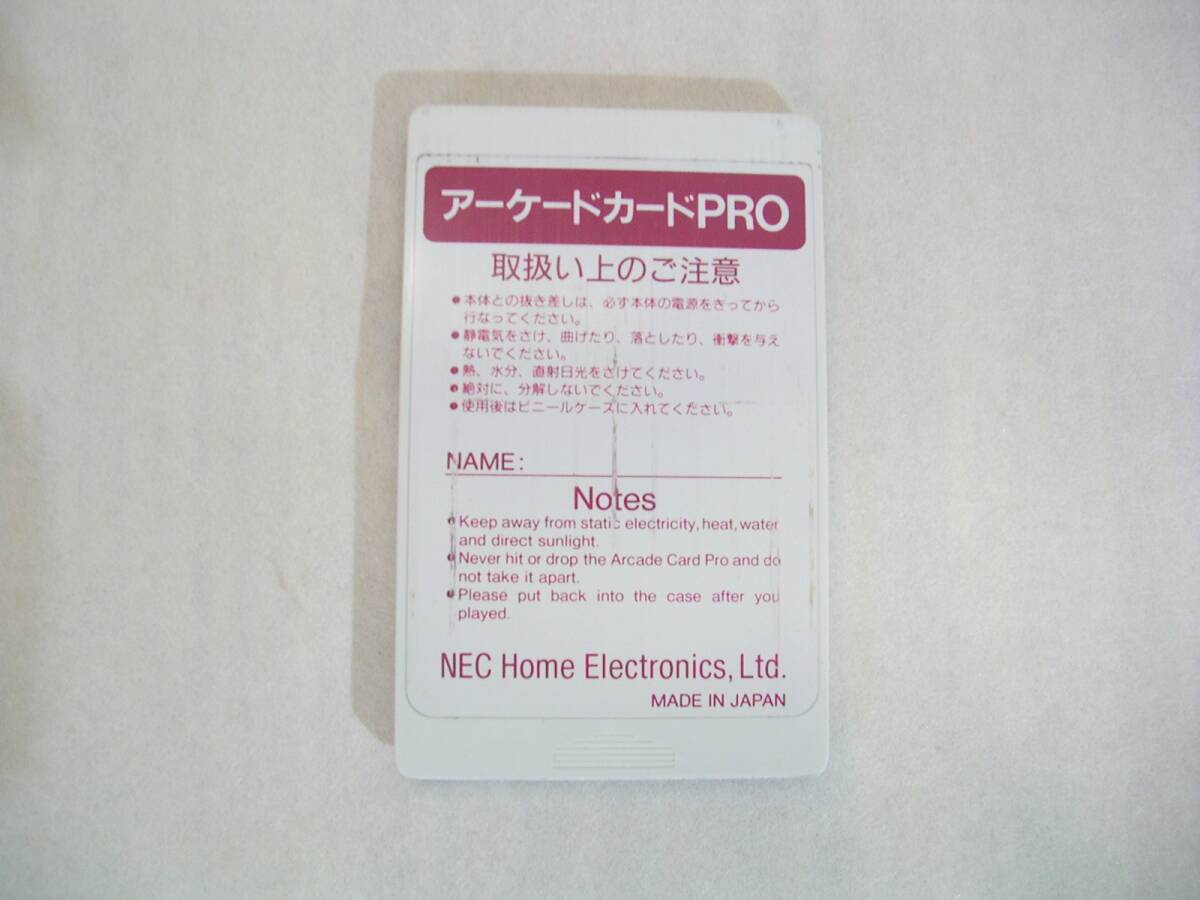 アーケードカードPRO
取扱い上のご注意
●本体との抜き差しは、必ず本体の電源をきってから
行なってください。
●静電気をさけ、曲げたり、落としたり、衝撃を与え
ないでください。
●熱、水分、直射日光をさけてください。
●絶対に、分解しないでください。
●使用後はビニールケースに入れてください。
NAME:
Notes
●Keep away from static electricity, heat, water
and direct sunlight.
●Never hit or drop the Arcade Card Pro and do
not take it apart.
●Please put back into the case after you
played.
NEC Home Electronics, Ltd.
MADE IN JAPAN